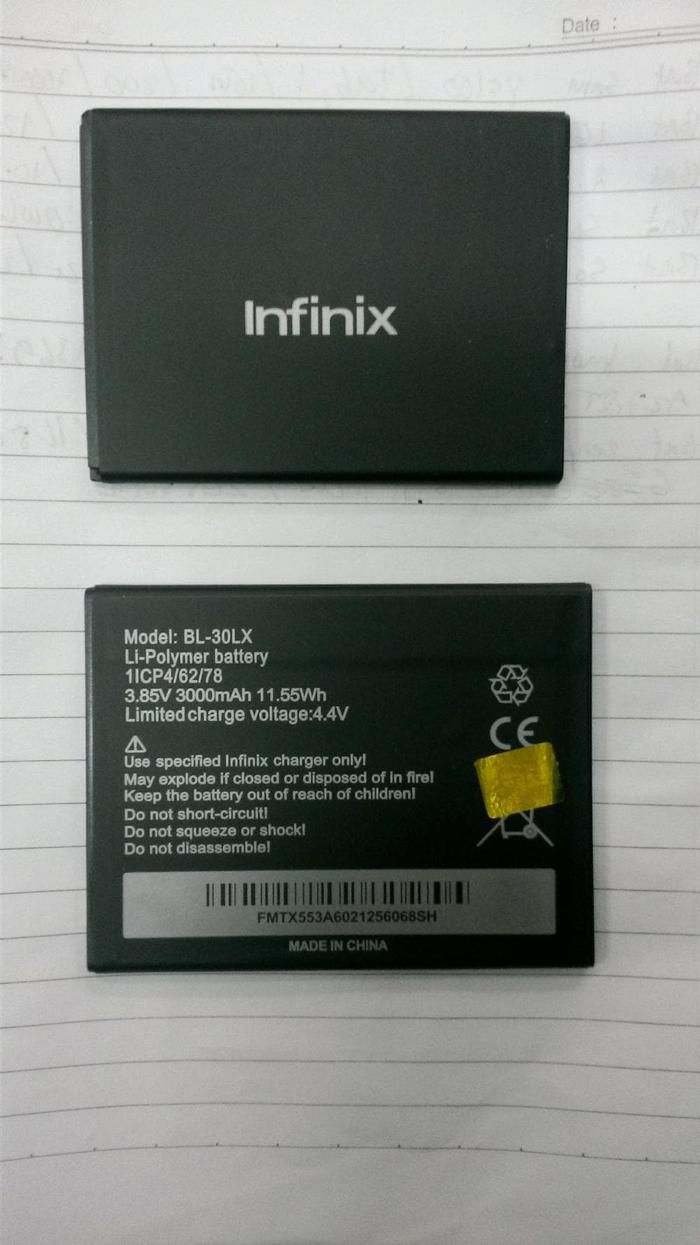 Date :
Infinix
Model: BL-30LX
Li-Polymer battery
1ICP4/62/78
3.85V 3000mAh 11.55Wh
Limited charge voltage:4.4V
Use specified Infinix charger only!
May explode if closed or disposed of in fire!
Keep the battery out of reach of children!
Do not short-circuit!
Do not squeeze or shock!
Do not disassemble!
CE
FMTX553A6021256068SH
MADE IN CHINA